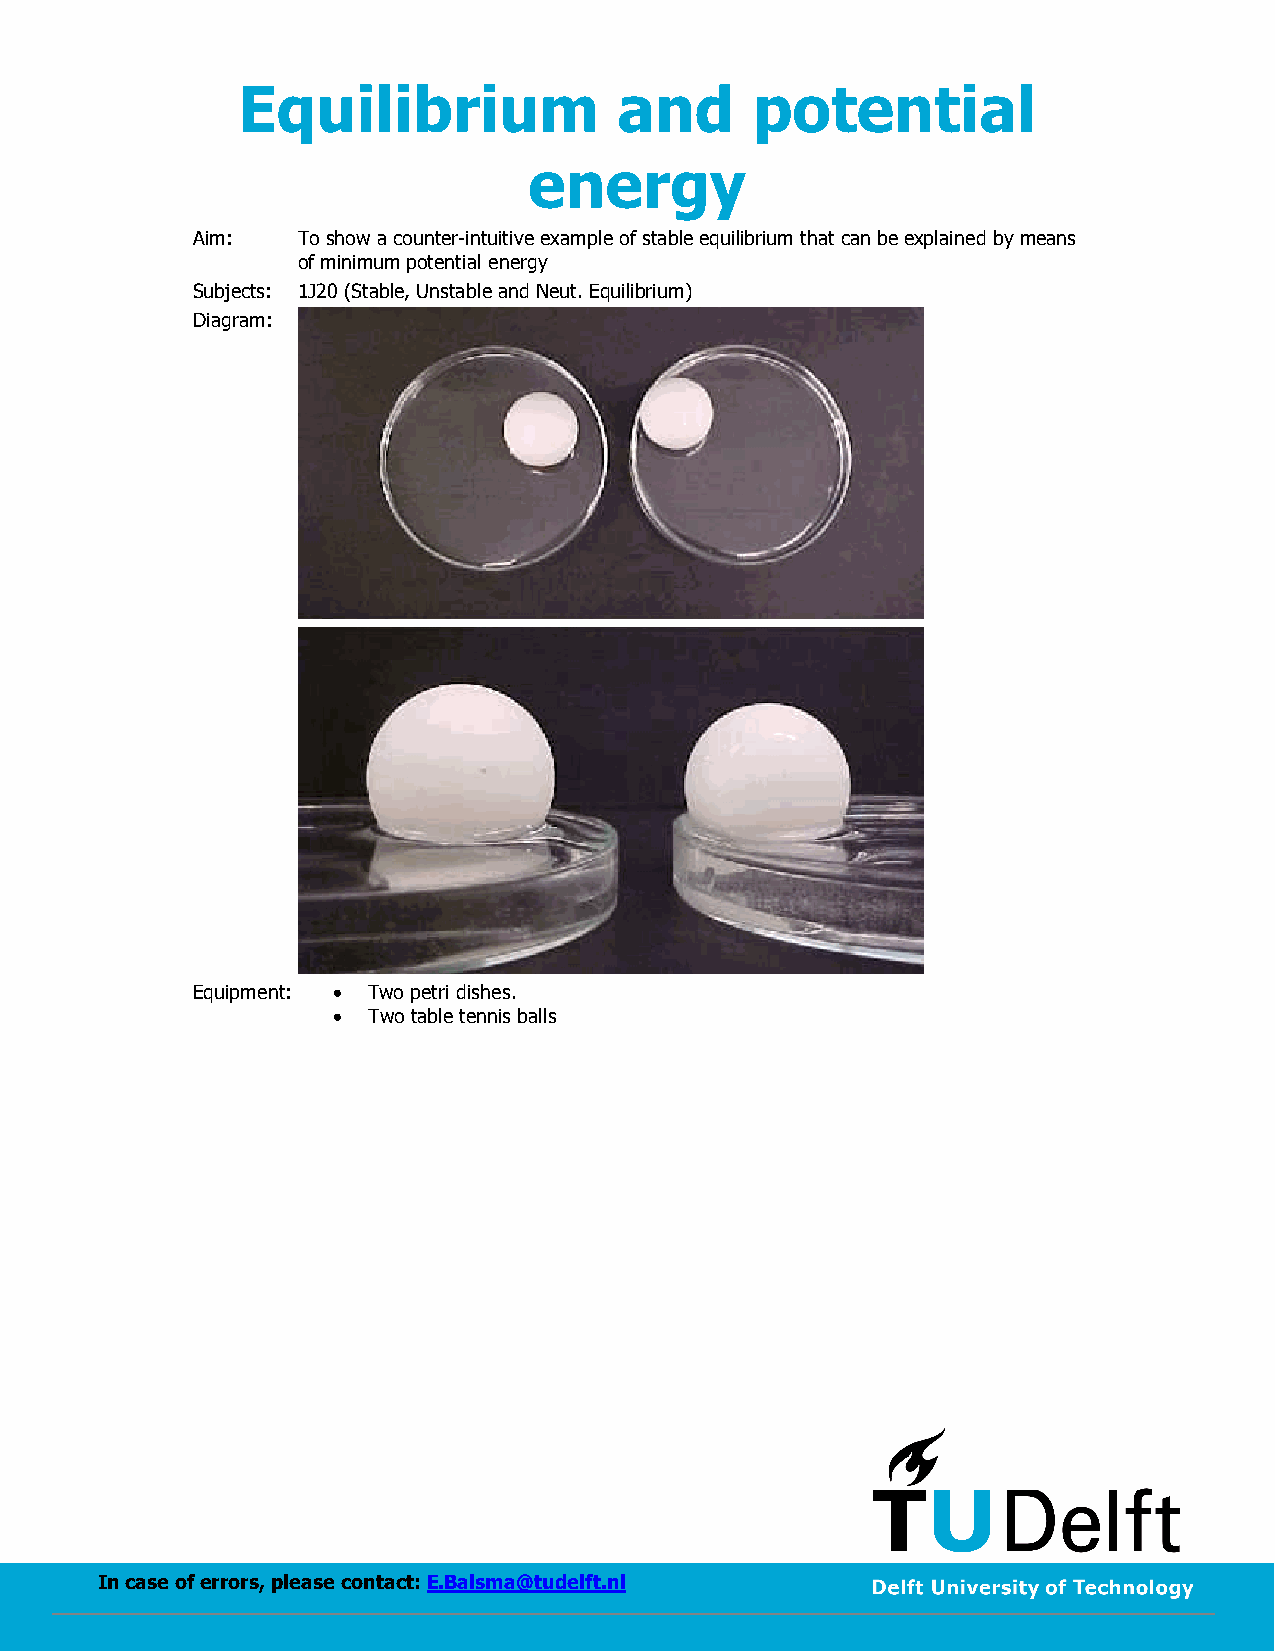 Equilibrium and potential
energy
Aim: To show a counter-intuitive example of stable equilibrium that can be explained by means
of minimum potential energy
Subjects: 1J20 (Stable, Unstable and Neut. Equilibrium)
Diagram:
Equipment: • Two petri dishes.
• Two table tennis balls
TUDelft
In case of errors, please contact: E.Balsma@tudelft.nl
Delft University of Technology